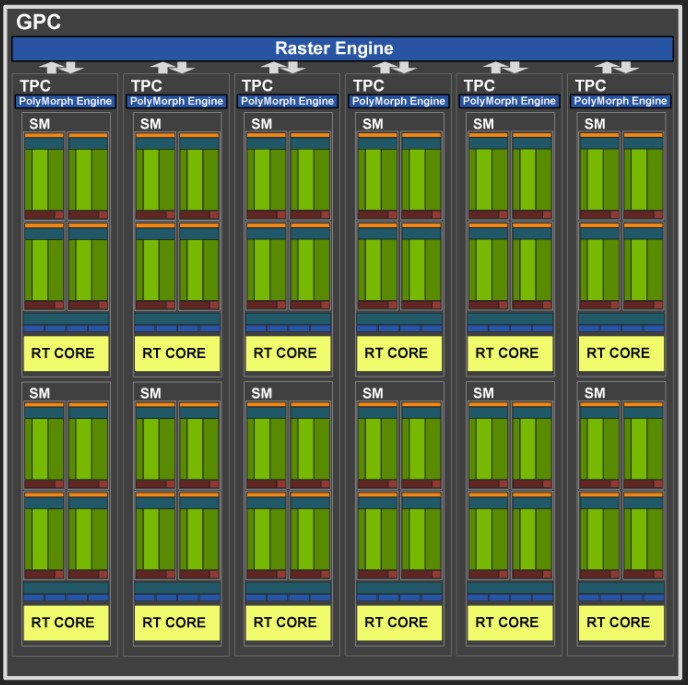 GPC
Raster Engine
TPC TPC TPC TPC TPC TPC
PolyMorph Engine PolyMorph Engine PolyMorph Engine PolyMorph Engine PolyMorph Engine PolyMorph Engine
SM SM SM SM SM SM
RT CORE RT CORE RT CORE RT CORE RT CORE RT CORE
SM SM SM SM SM SM
RT CORE RT CORE RT CORE RT CORE RT CORE RT CORE